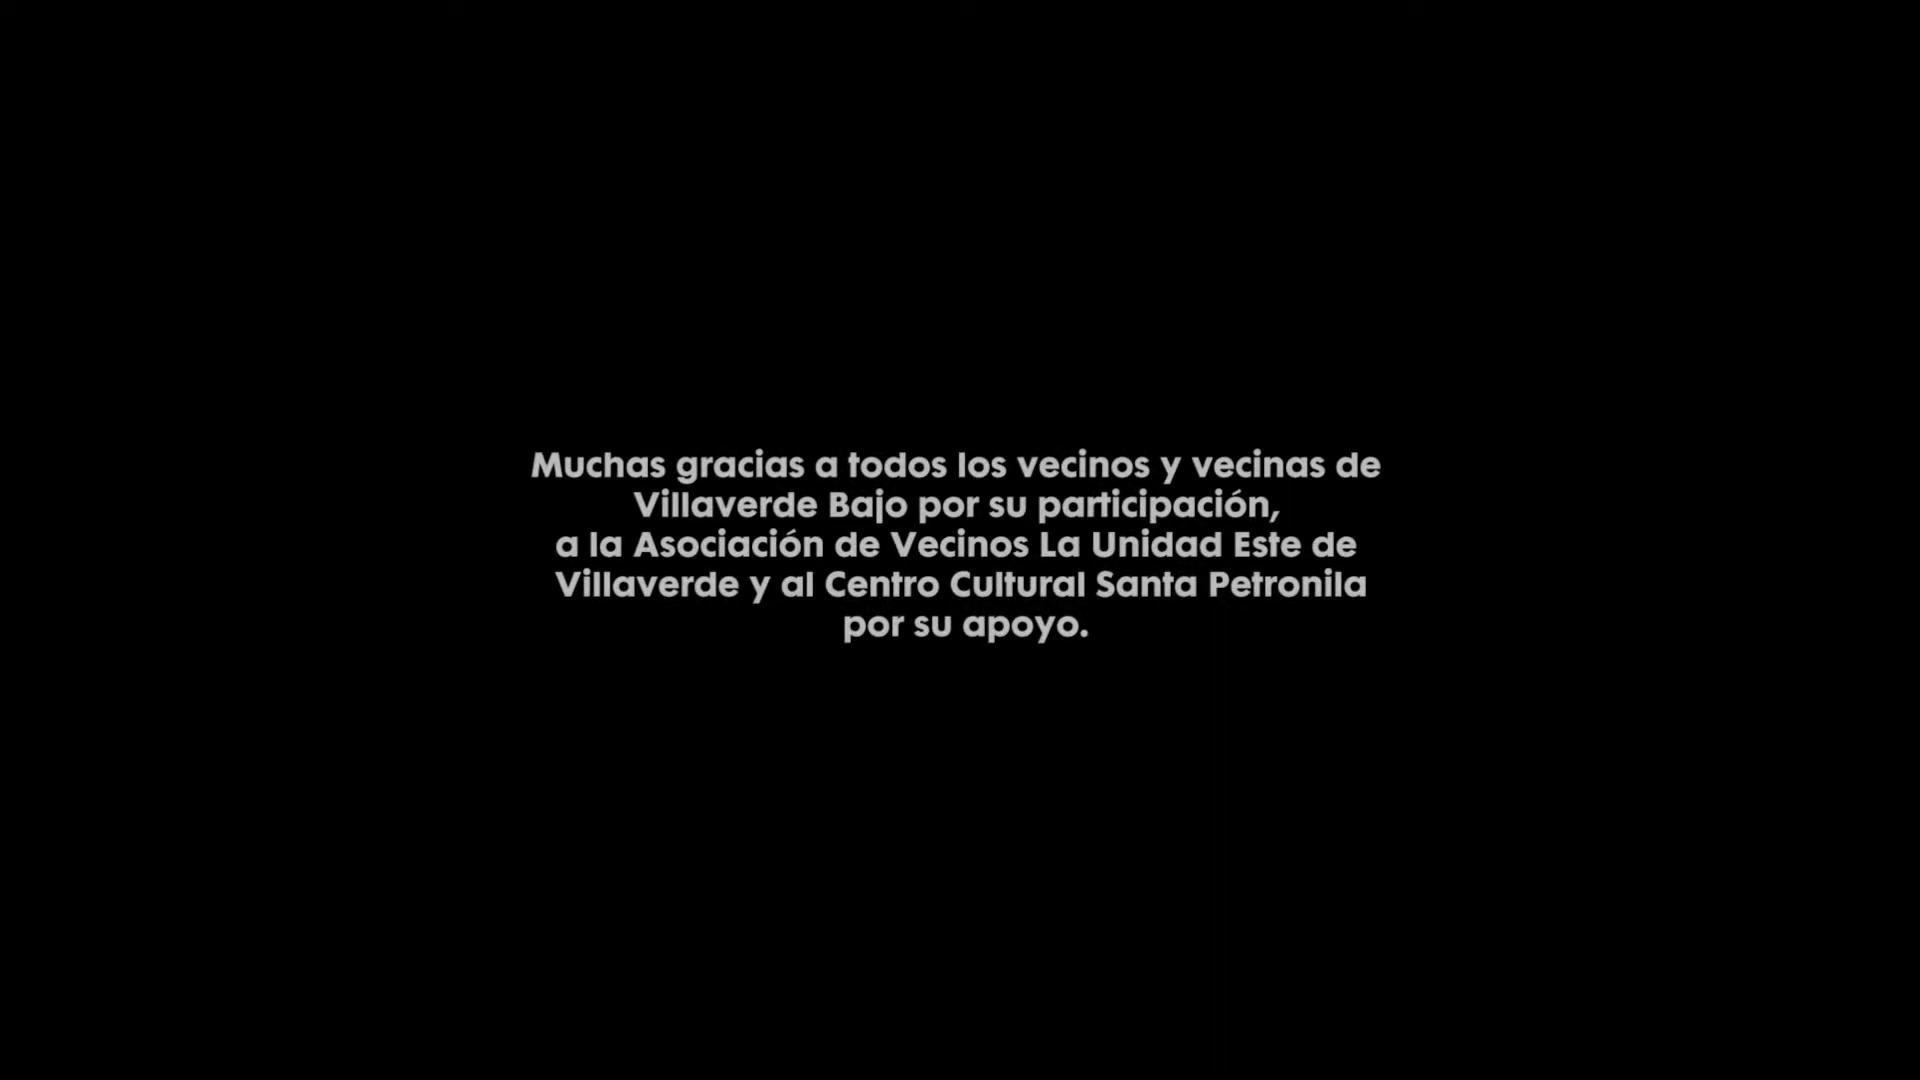 Muchas gracias a todos los vecinos y vecinas de
Villaverde Bajo por su participación,
a la Asociación de Vecinos La Unidad Este de
Villaverde y al Centro Cultural Santa Petronila
por su apoyo.